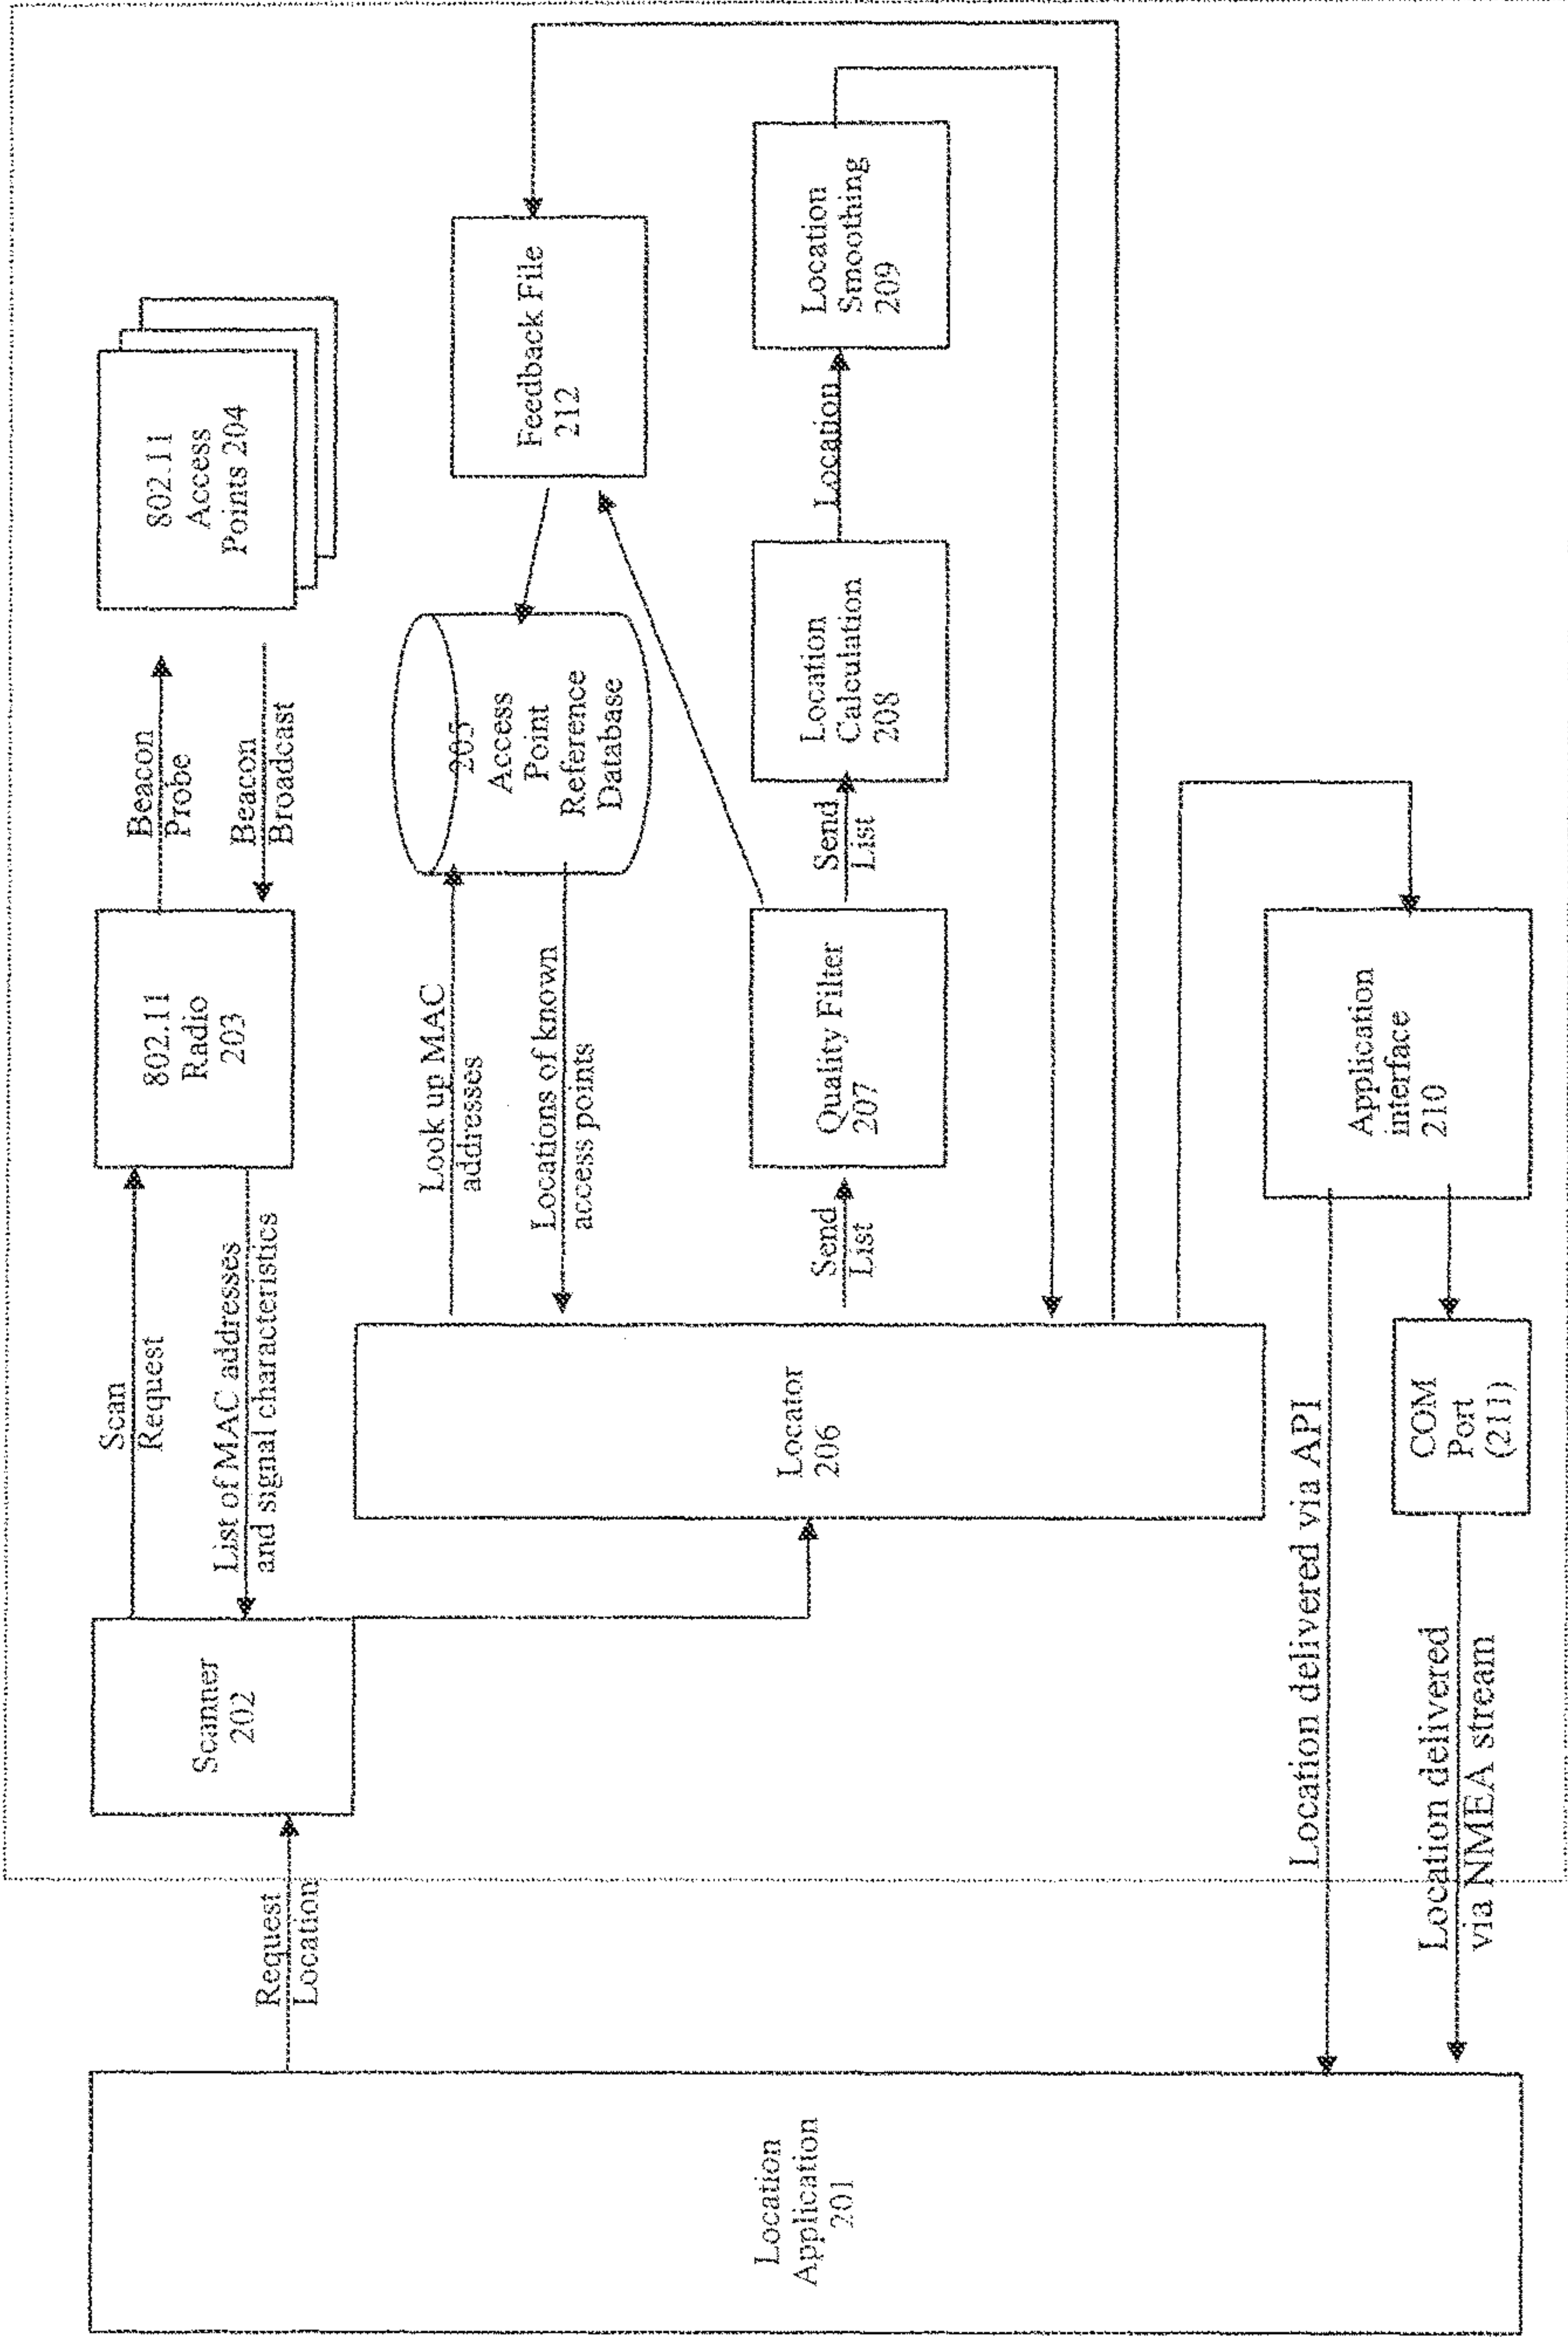 Location
Application
201
Request
Location
Scanner
202
Scan
Request
List of MAC addresses
and signal characteristics
802.11
Radio
203
Beacon
Probe
Beacon
Broadcast
802.11
Access
Points 204
Locator
206
Look up MAC
addresses
Locations of known
access points
205
Access
Point
Reference
Database
Feedback File
212
Send
List
Quality Filter
207
Send
List
Location
Calculation
208
Location
Location
Smoothing
209
Application
interface
210
COM
Port
(211)
Location delivered via API
Location delivered
via NMEA stream